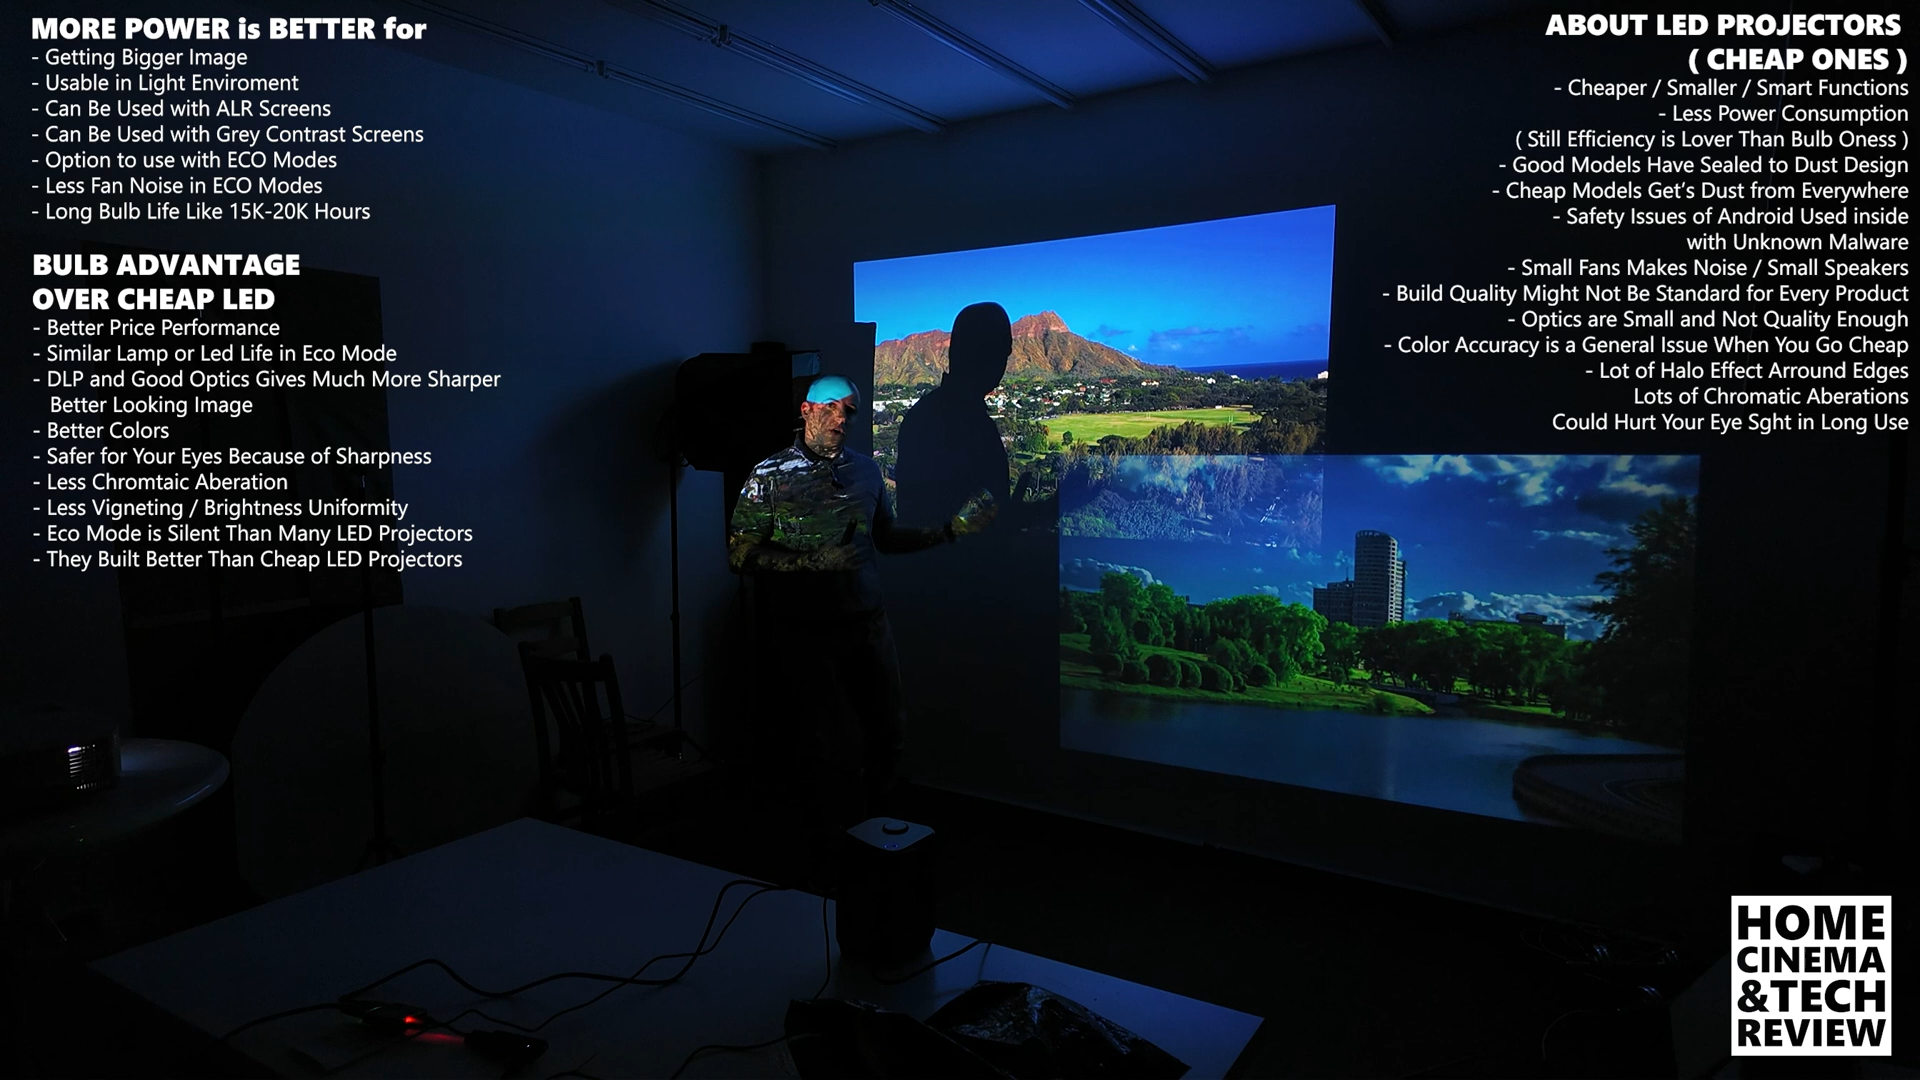 MORE POWER is BETTER for
- Getting Bigger Image
- Usable in Light Enviroment
- Can Be Used with ALR Screens
- Can Be Used with Grey Contrast Screens
- Option to use with ECO Modes
- Less Fan Noise in ECO Modes
- Long Bulb Life Like 15K-20K Hours
BULB ADVANTAGE
OVER CHEAP LED
- Better Price Performance
- Similar Lamp or Led Life in Eco Mode
- DLP and Good Optics Gives Much More Sharper
Better Looking Image
- Better Colors
- Safer for Your Eyes Because of Sharpness
- Less Chromtaic Aberation
- Less Vigneting / Brightness Uniformity
- Eco Mode is Silent Than Many LED Projectors
- They Built Better Than Cheap LED Projectors
ABOUT LED PROJECTORS
( CHEAP ONES )
- Cheaper / Smaller / Smart Functions
- Less Power Consumption
( Still Efficiency is Lover Than Bulb Oness )
- Good Models Have Sealed to Dust Design
- Cheap Models Get's Dust from Everywhere
- Safety Issues of Android Used inside
with Unknown Malware
- Small Fans Makes Noise / Small Speakers
- Build Quality Might Not Be Standard for Every Product
- Optics are Small and Not Quality Enough
- Color Accuracy is a General Issue When You Go Cheap
- Lot of Halo Effect Arround Edges
Lots of Chromatic Aberations
Could Hurt Your Eye Sght in Long Use
HOME
CINEMA
&TECH
REVIEW